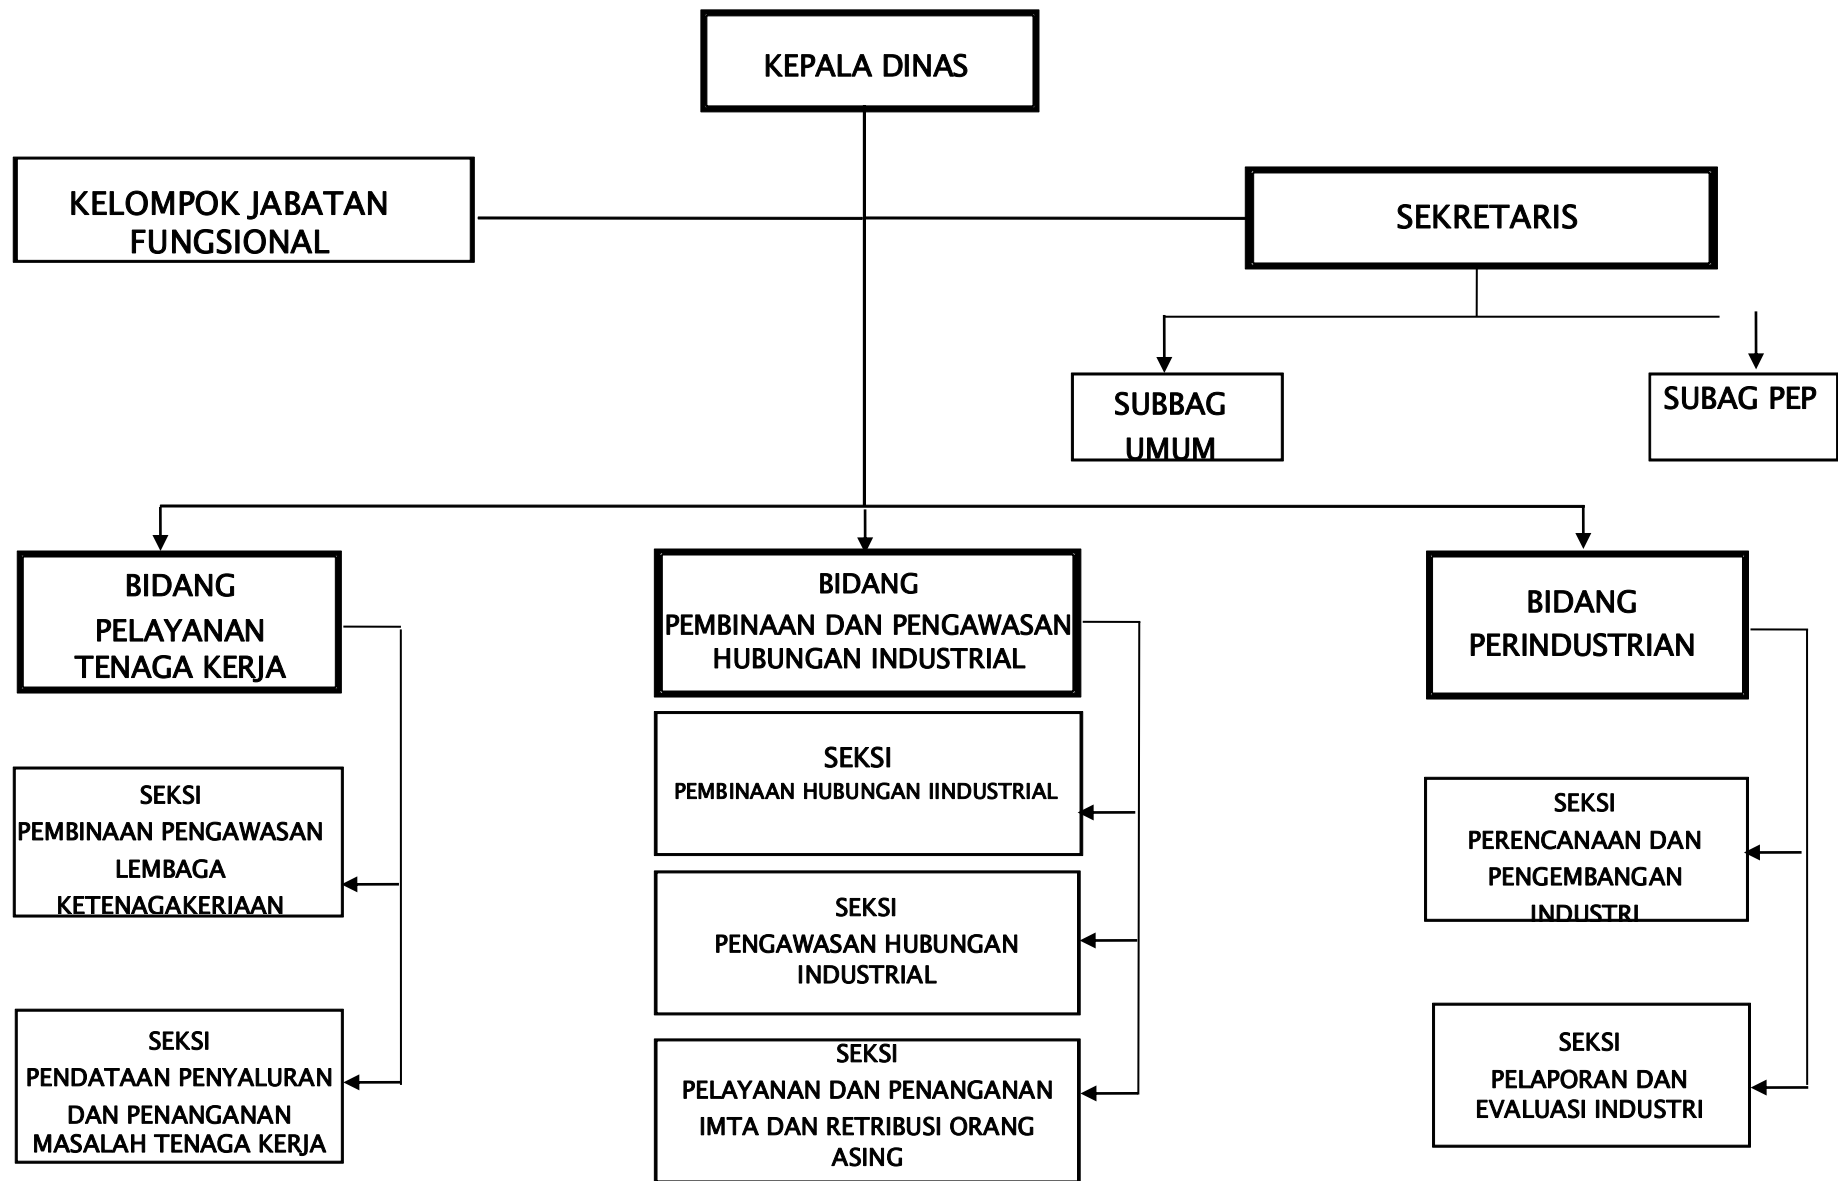 KEPALA DINAS
KELOMPOK JABATAN
FUNGSIONAL
SEKRETARIS
SUBBAG
UMUM
SUBAG PEP
BIDANG
PELAYANAN
TENAGA KERJA
BIDANG
PEMBINAAN DAN PENGAWASAN
HUBUNGAN INDUSTRIAL
BIDANG
PERINDUSTRIAN
SEKSI
PEMBINAAN PENGAWASAN
LEMBAGA
KETENAGAKERJAAN
SEKSI
PENDATAAN PENYALURAN
DAN PENANGANAN
MASALAH TENAGA KERJA
SEKSI
PEMBINAAN HUBUNGAN IINDUSTRIAL
SEKSI
PENGAWASAN HUBUNGAN
INDUSTRIAL
SEKSI
PELAYANAN DAN PENANGANAN
IMTA DAN RETRIBUSI ORANG
ASING
SEKSI
PERENCANAAN DAN
PENGEMBANGAN
INDUSTRI
SEKSI
PELAPORAN DAN
EVALUASI INDUSTRI